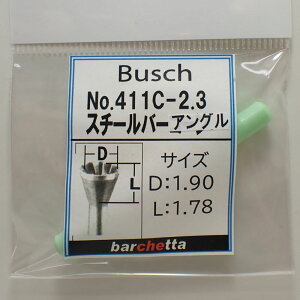 Busch
No.411C-2.3
スチールバーアングル
D
L
サイズ
D:1.90
L:1.78
barchetta